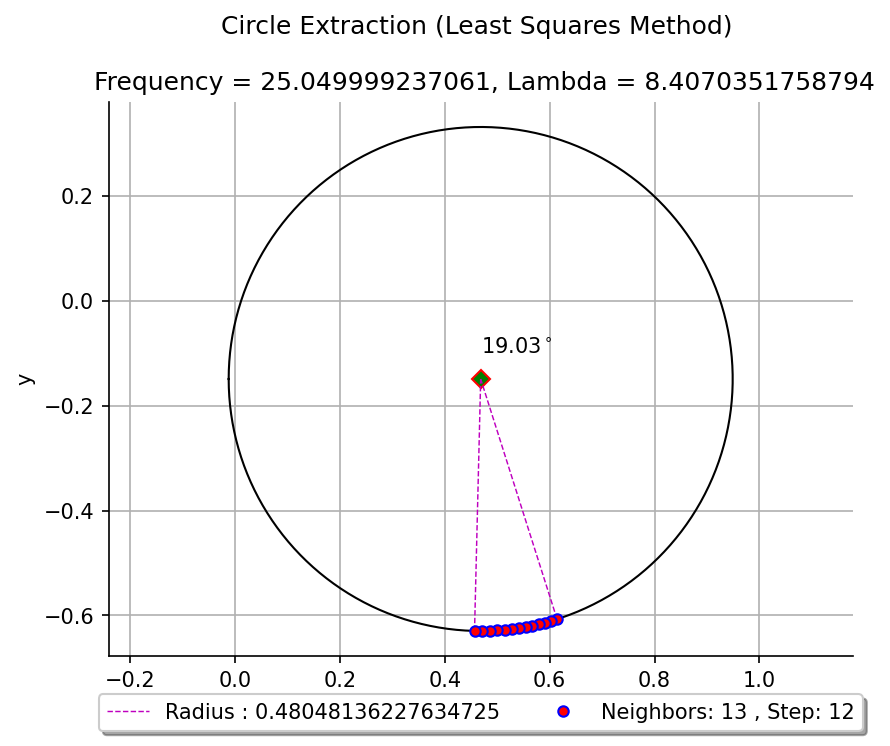 Circle Extraction (Least Squares Method)
Frequency = 25.049999237061, Lambda = 8.4070351758794
0.2
0.0
−0.2
−0.4
−0.6
y
19.03°
−0.2 0.0 0.2 0.4 0.6 0.8 1.0
Radius : 0.48048136227634725 Neighbors: 13 , Step: 12